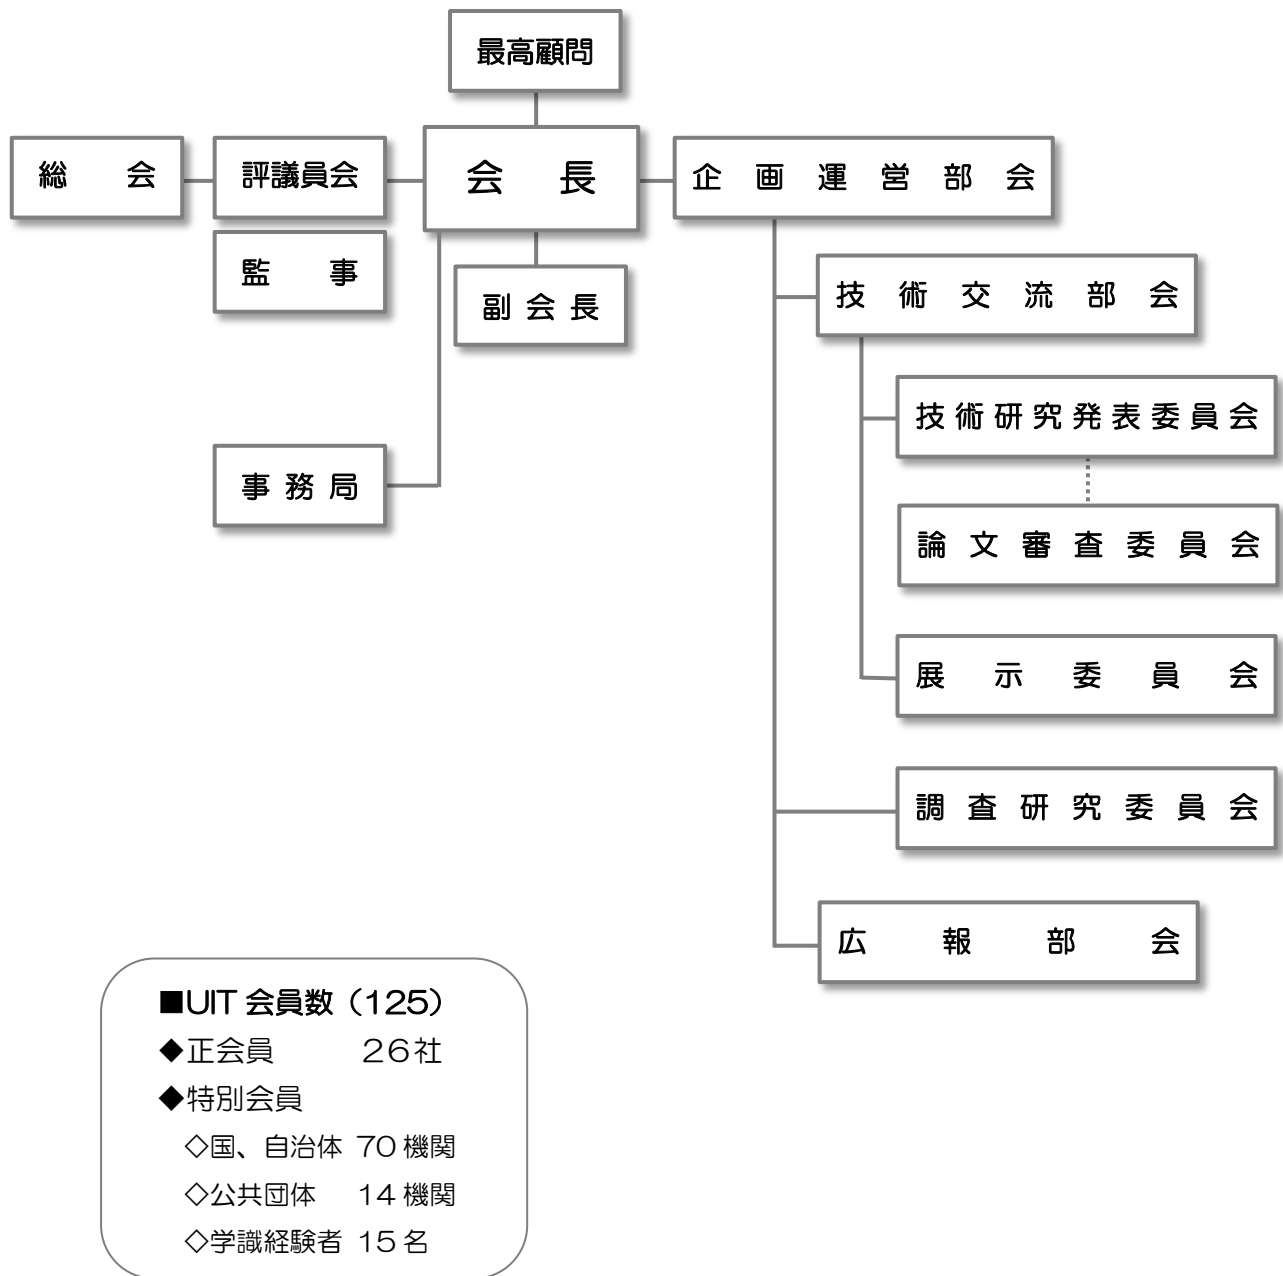 最高顧問
総会
評議員会
会長
企画運営部会
監事
副会長
技術交流部会
技術研究発表委員会
事務局
論文審査委員会
展示委員会
調査研究委員会
広報部会
■UIT 会員数（125）
◆正会員 26社
◆特別会員
◇国、自治体 70 機関
◇公共団体 14 機関
◇学識経験者 15 名